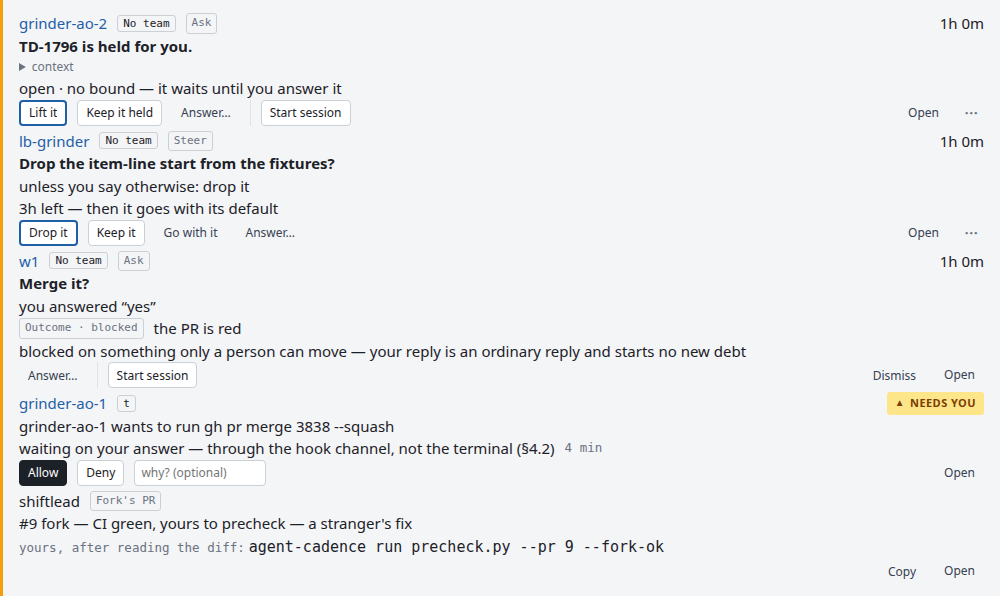 grinder-ao-2 No team Ask 1h 0m
TD-1796 is held for you.
▶ context
open · no bound — it waits until you answer it
Lift it Keep it held Answer... Start session Open ···
lb-grinder No team Steer 1h 0m
Drop the item-line start from the fixtures?
unless you say otherwise: drop it
3h left — then it goes with its default
Drop it Keep it Go with it Answer... Open ···
w1 No team Ask 1h 0m
Merge it?
you answered “yes”
Outcome · blocked the PR is red
blocked on something only a person can move — your reply is an ordinary reply and starts no new debt
Answer... Start session Dismiss Open
grinder-ao-1 t ▲ NEEDS YOU
grinder-ao-1 wants to run gh pr merge 3838 --squash
waiting on your answer — through the hook channel, not the terminal (§4.2) 4 min
Allow Deny why? (optional) Open
shiftlead Fork's PR
#9 fork — CI green, yours to precheck — a stranger's fix
yours, after reading the diff: agent-cadence run precheck.py --pr 9 --fork-ok
Copy Open